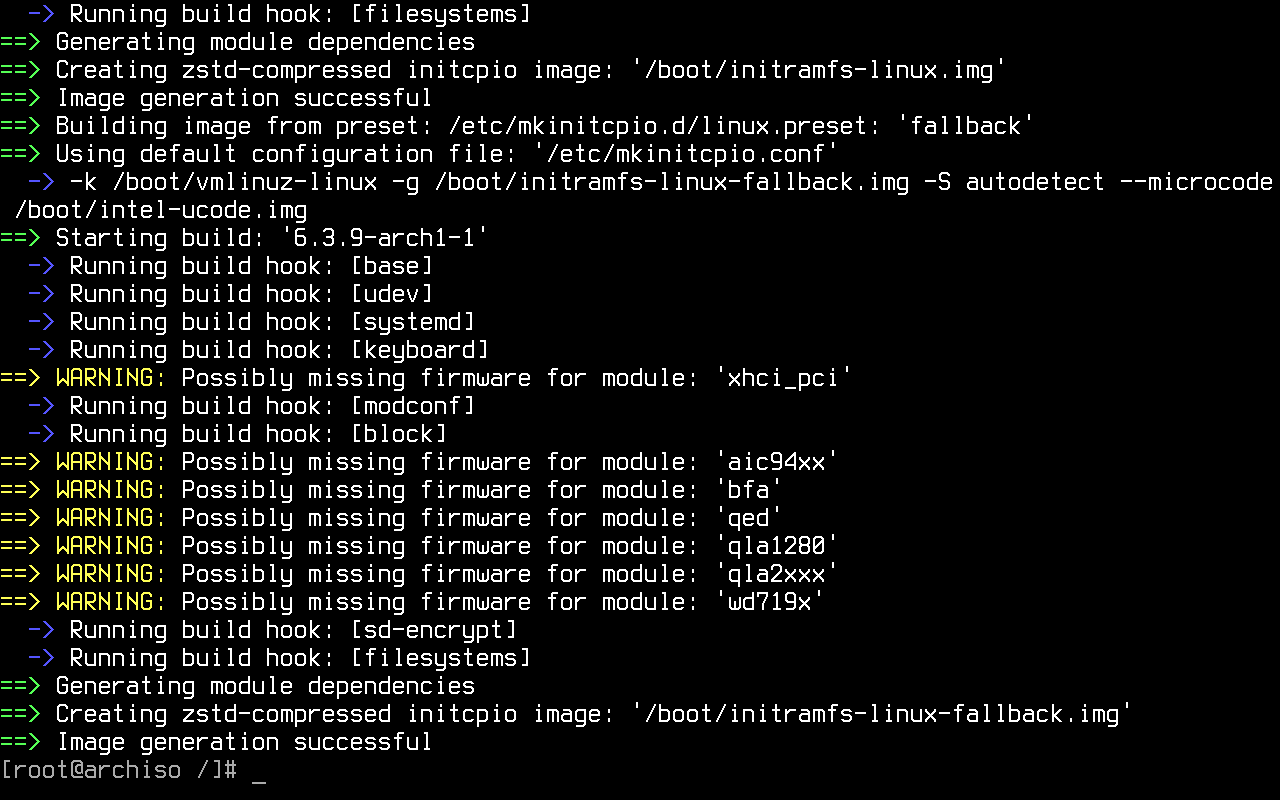 -> Running build hook: [filesystems]
==> Generating module dependencies
==> Creating zstd-compressed initcpio image: '/boot/initramfs-linux.img'
==> Image generation successful
==> Building image from preset: /etc/mkinitcpio.d/linux.preset: 'fallback'
==> Using default configuration file: '/etc/mkinitcpio.conf'
  -> -k /boot/vmlinuz-linux -g /boot/initramfs-linux-fallback.img -S autodetect --microcode
 /boot/intel-ucode.img
==> Starting build: '6.3.9-arch1-1'
  -> Running build hook: [base]
  -> Running build hook: [udev]
  -> Running build hook: [systemd]
  -> Running build hook: [keyboard]
==> WARNING: Possibly missing firmware for module: 'xhci_pci'
  -> Running build hook: [modconf]
  -> Running build hook: [block]
==> WARNING: Possibly missing firmware for module: 'aic94xx'
==> WARNING: Possibly missing firmware for module: 'bfa'
==> WARNING: Possibly missing firmware for module: 'qed'
==> WARNING: Possibly missing firmware for module: 'qla1280'
==> WARNING: Possibly missing firmware for module: 'qla2xxx'
==> WARNING: Possibly missing firmware for module: 'wd719x'
  -> Running build hook: [sd-encrypt]
  -> Running build hook: [filesystems]
==> Generating module dependencies
==> Creating zstd-compressed initcpio image: '/boot/initramfs-linux-fallback.img'
==> Image generation successful
[root@archiso /]# _